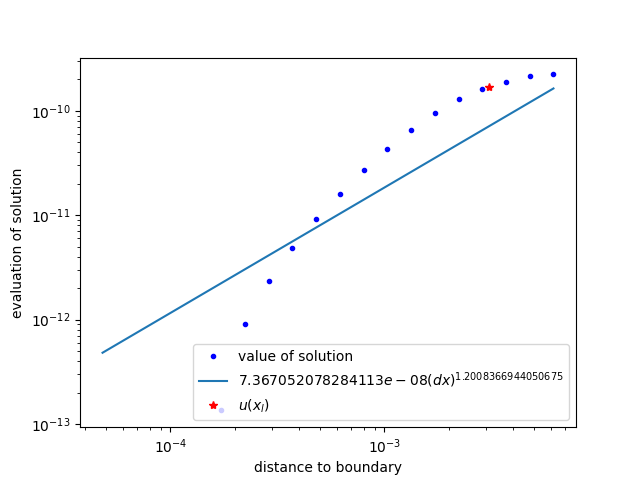 evaluation of solution
10⁻¹⁰
10⁻¹¹
10⁻¹²
10⁻¹³
value of solution
7.367052078284113e − 08(dx)^1.2008366944050675
u(x_l)
10⁻⁴
10⁻³
distance to boundary